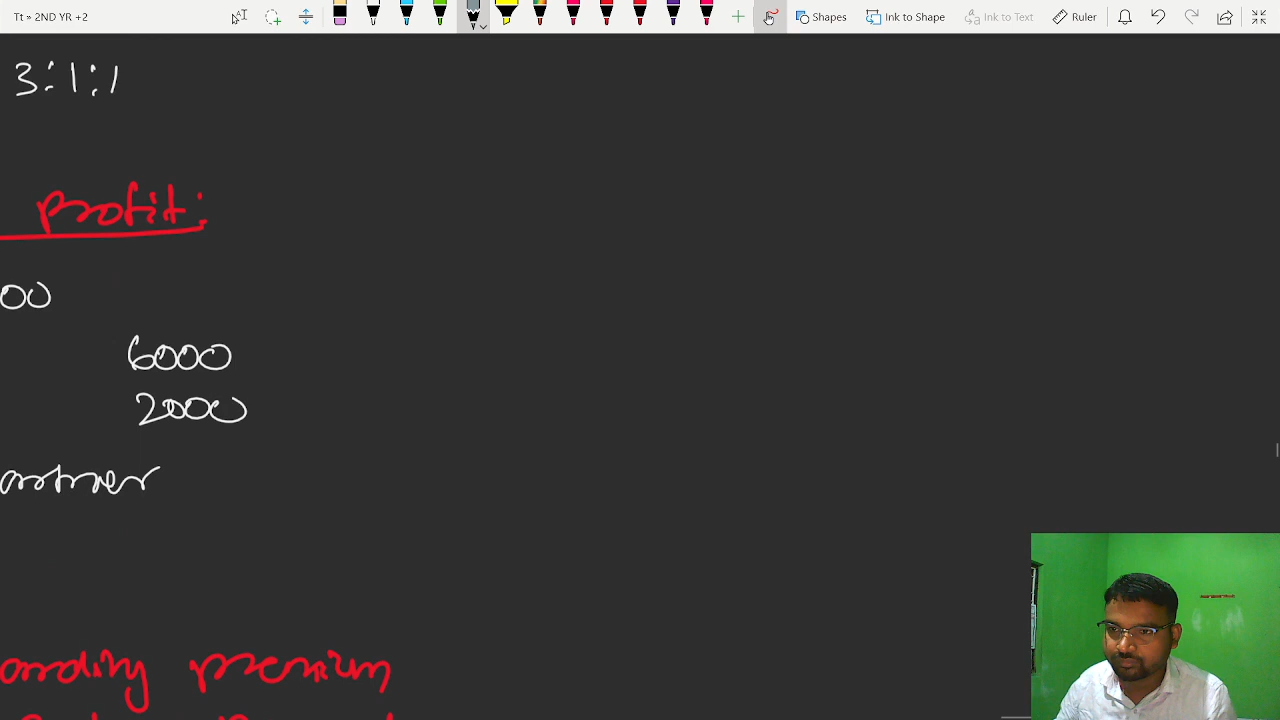 Tt » 2ND YR +2 Shapes Ink to Shape Ink to Text Ruler
3:1:1
profit:
00
6000
2000
artner
arding premium